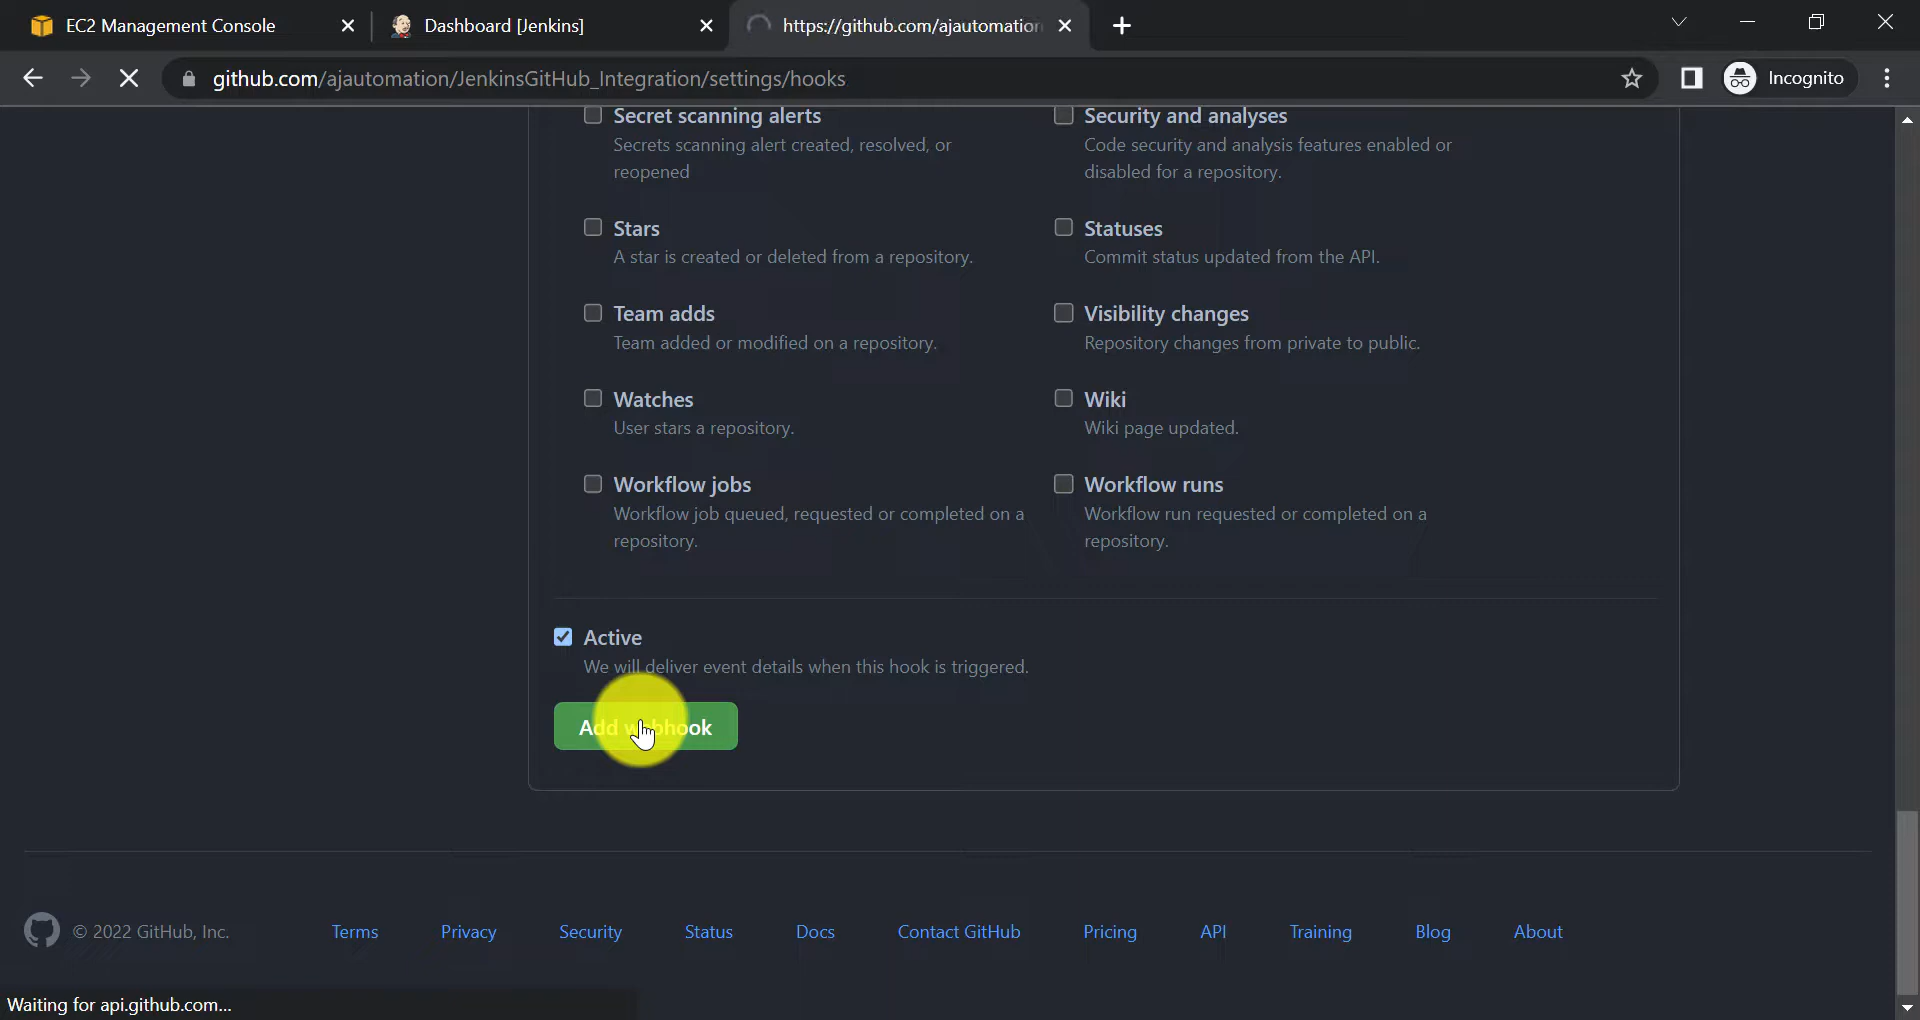 EC2 Management Console
Dashboard [Jenkins]
https://github.com/ajautomation
github.com/ajautomation/JenkinsGitHub_Integration/settings/hooks
Incognito
Secret scanning alerts
Secrets scanning alert created, resolved, or
reopened
Security and analyses
Code security and analysis features enabled or
disabled for a repository.
Stars
A star is created or deleted from a repository.
Statuses
Commit status updated from the API.
Team adds
Team added or modified on a repository.
Visibility changes
Repository changes from private to public.
Watches
User stars a repository.
Wiki
Wiki page updated.
Workflow jobs
Workflow job queued, requested or completed on a
repository.
Workflow runs
Workflow run requested or completed on a
repository.
Active
We will deliver event details when this hook is triggered.
Add webhook
© 2022 GitHub, Inc.
Terms
Privacy
Security
Status
Docs
Contact GitHub
Pricing
API
Training
Blog
About
Waiting for api.github.com...